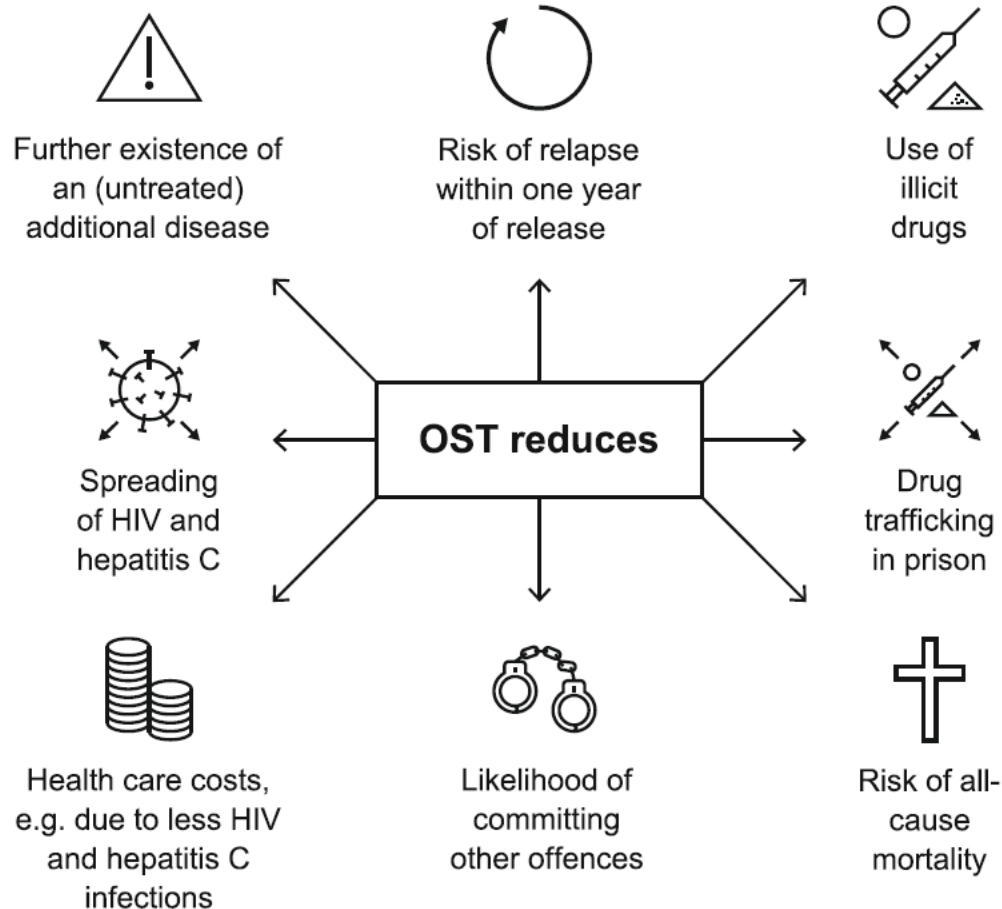 Further existence of
an (untreated)
additional disease
Risk of relapse
within one year
of release
Use of
illicit
drugs
Spreading
of HIV and
hepatitis C
OST reduces
Drug
trafficking
in prison
Health care costs,
e.g. due to less HIV
and hepatitis C
infections
Likelihood of
committing
other offences
Risk of all-
cause
mortality